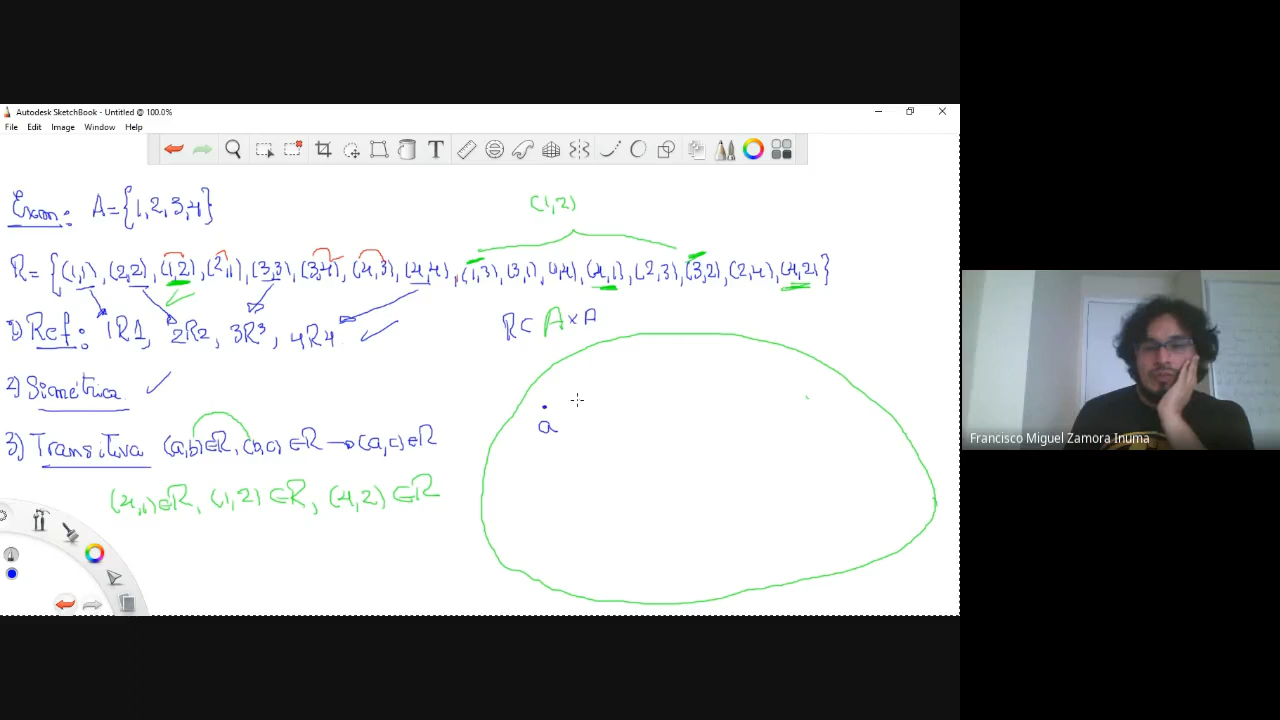 Autodesk SketchBook - Untitled @ 100.0%
File Edit Image Window Help
T
Exam: A={1,2,3,4}
(1,2)
R={(1,1),(2,2),(1,2),(2,1),(3,3),(3,4),(4,3),(4,4),(1,3),(3,1),(1,4),(4,1),(2,3),(3,2),(2,4),(4,2)}
1) Ref: 1R1, 2R2, 3R3, 4R4
R⊂ A×A
2) Simétrica
a
3) Transitiva (a,b)∈R,(b,c)∈R→(a,c)∈R
(4,1)∈R, (1,2)∈R, (4,2)∈R
Francisco Miguel Zamora Inuma